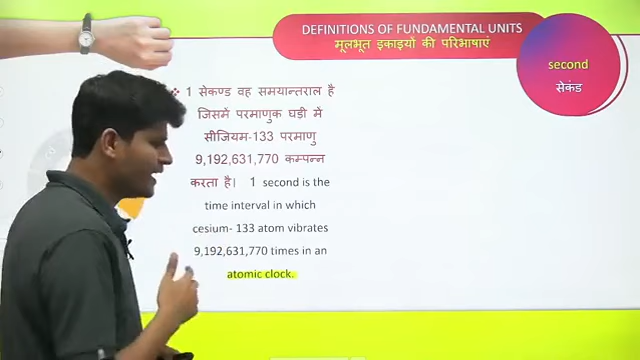 DEFINITIONS OF FUNDAMENTAL UNITS
मूलभूत इकाइयों की परिभाषाएं
second
सेकंड
1 सेकण्ड वह समयान्तराल है
जिसमें परमाणुक घड़ी में
सीजियम-133 परमाणु
9,192,631,770 कम्पन्न
करता है। 1 second is the
time interval in which
cesium- 133 atom vibrates
9,192,631,770 times in an
atomic clock.